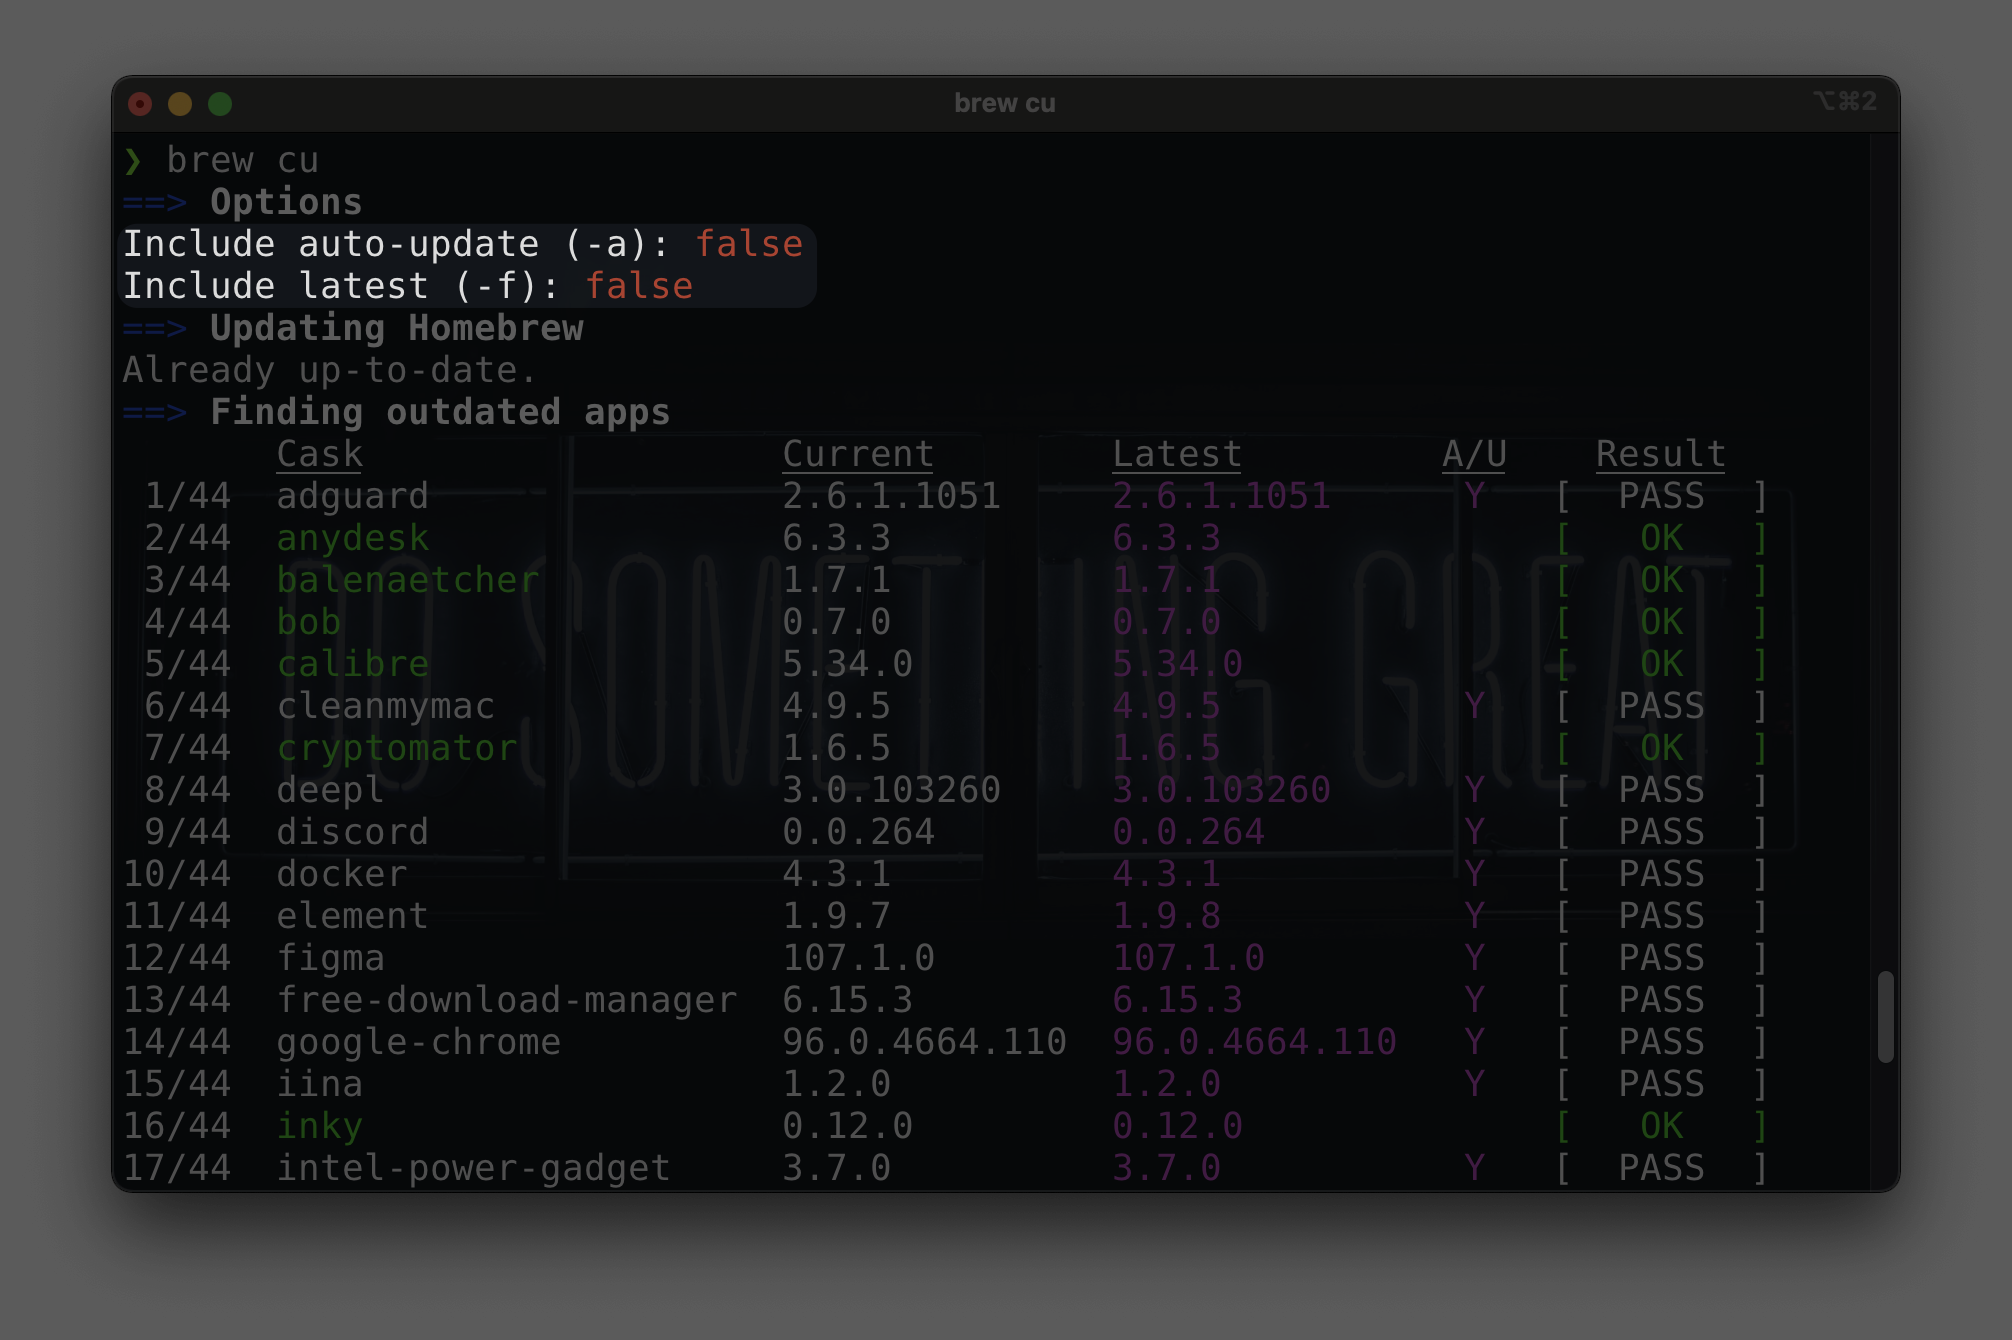 brew cu
⌥⌘2
❯ brew cu
==> Options
Include auto-update (-a): false
Include latest (-f): false
==> Updating Homebrew
Already up-to-date.
==> Finding outdated apps
Cask Current Latest A/U Result
1/44 adguard 2.6.1.1051 2.6.1.1051 Y [ PASS ]
2/44 anydesk 6.3.3 6.3.3 [ OK ]
3/44 balenaetcher 1.7.1 1.7.1 [ OK ]
4/44 bob 0.7.0 0.7.0 [ OK ]
5/44 calibre 5.34.0 5.34.0 [ OK ]
6/44 cleanmymac 4.9.5 4.9.5 Y [ PASS ]
7/44 cryptomator 1.6.5 1.6.5 [ OK ]
8/44 deepl 3.0.103260 3.0.103260 Y [ PASS ]
9/44 discord 0.0.264 0.0.264 Y [ PASS ]
10/44 docker 4.3.1 4.3.1 Y [ PASS ]
11/44 element 1.9.7 1.9.8 Y [ PASS ]
12/44 figma 107.1.0 107.1.0 Y [ PASS ]
13/44 free-download-manager 6.15.3 6.15.3 Y [ PASS ]
14/44 google-chrome 96.0.4664.110 96.0.4664.110 Y [ PASS ]
15/44 iina 1.2.0 1.2.0 Y [ PASS ]
16/44 inky 0.12.0 0.12.0 [ OK ]
17/44 intel-power-gadget 3.7.0 3.7.0 Y [ PASS ]
DO SOMETHING GREAT